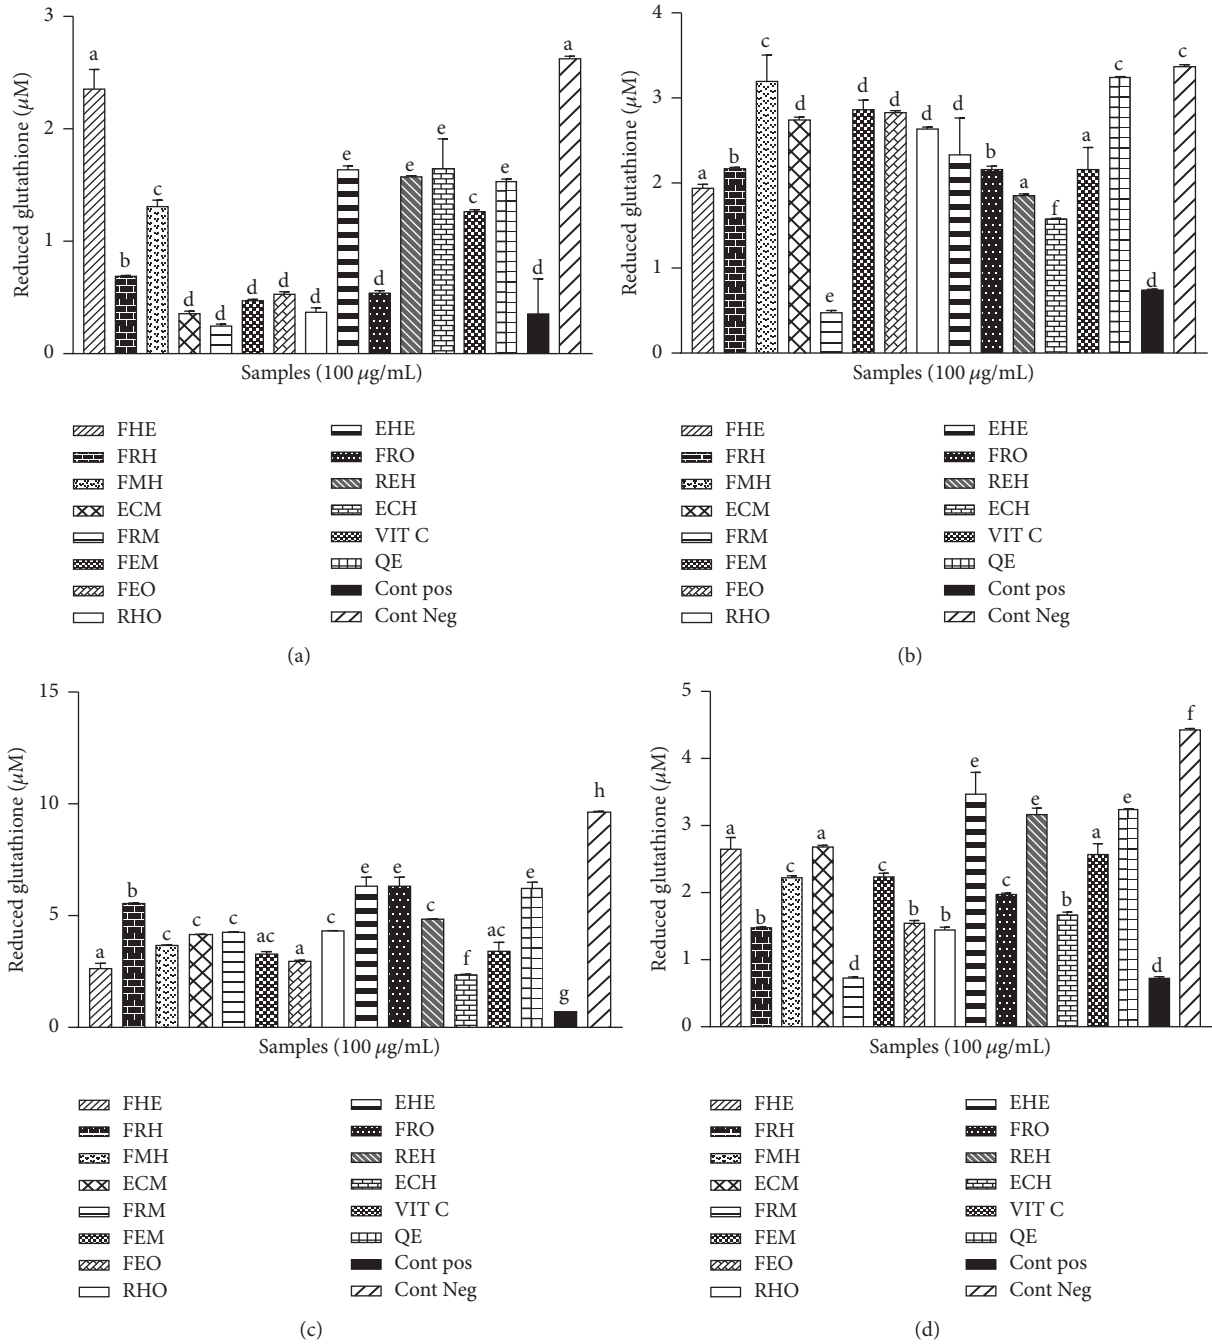 Reduced glutathione (μM)
3
2
1
0
a b c d d d d d e d e e c e d a
Samples (100 μg/mL)
FHE EHE
FRH FRO
FMH REH
ECM ECH
FRM VIT C
FEM QE
FEO Cont pos
RHO Cont Neg
(a)
Reduced glutathione (μM)
4
3
2
1
0
a b c d e d d d d b a f a c d c
Samples (100 μg/mL)
FHE EHE
FRH FRO
FMH REH
ECM ECH
FRM VIT C
FEM QE
FEO Cont pos
RHO Cont Neg
(b)
Reduced glutathione (μM)
15
10
5
0
a b c c c ac a c e e c f ac e g h
Samples (100 μg/mL)
FHE EHE
FRH FRO
FMH REH
ECM ECH
FRM VIT C
FEM QE
FEO Cont pos
RHO Cont Neg
(c)
Reduced glutathione (μM)
5
4
3
2
1
0
a b c a d c b b e c e b a e d f
Samples (100 μg/mL)
FHE EHE
FRH FRO
FMH REH
ECM ECH
FRM VIT C
FEM QE
FEO Cont pos
RHO Cont Neg
(d)